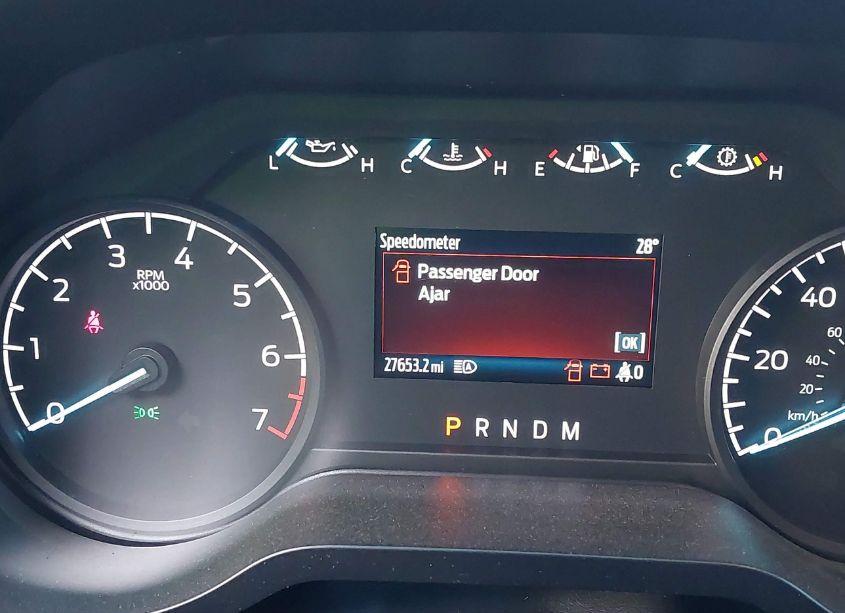 L H C H E F C H
Speedometer 28°
Passenger Door
Ajar
[OK]
27653.2 mi A 0
P R N D M
RPM
x1000
0 1 2 3 4 5 6 7
0 20 40
km/h 20 40 60